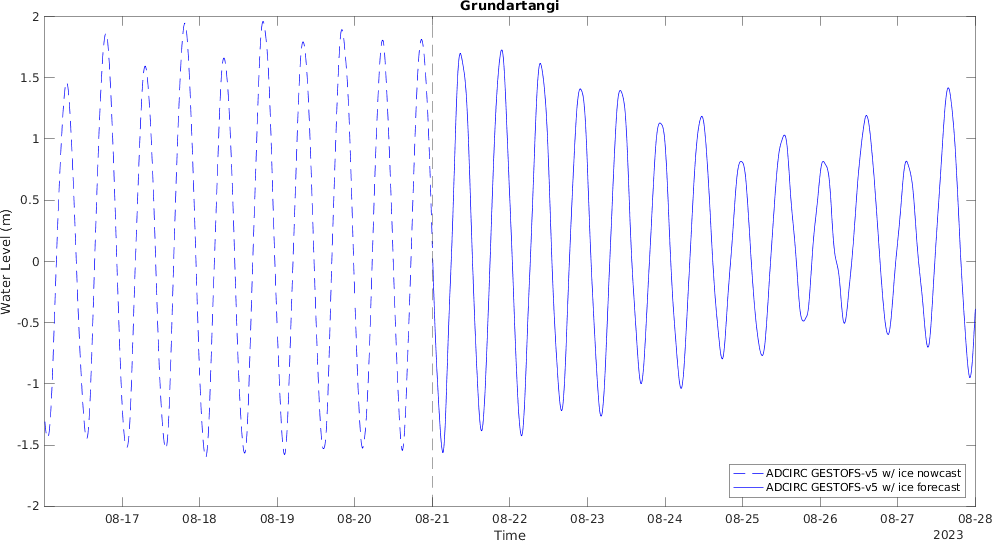 Grundartangi
2
1.5
1
0.5
0
-0.5
-1
-1.5
-2
Water Level (m)
08-17 08-18 08-19 08-20 08-21 08-22 08-23 08-24 08-25 08-26 08-27 08-28
Time
2023
ADCIRC GESTOFS-v5 w/ ice nowcast
ADCIRC GESTOFS-v5 w/ ice forecast